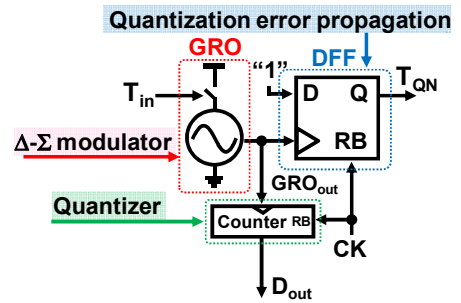 Quantization error propagation
GRO
DFF
"1"
T_in
D
Q
T_QN
Δ-Σ modulator
RB
GRO_out
Quantizer
Counter RB
CK
D_out